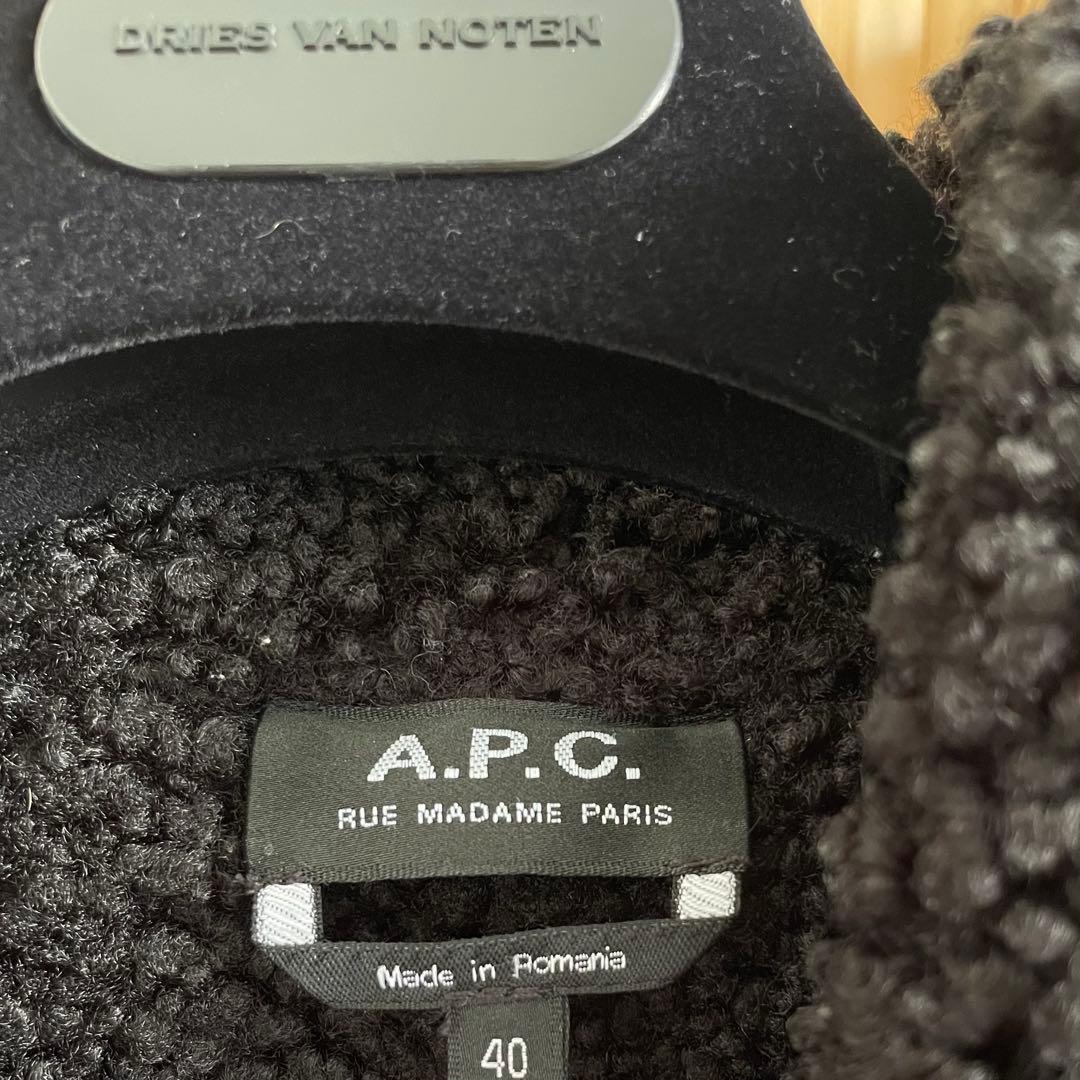 DRIES VAN NOTEN
A.P.C.
RUE MADAME PARIS
Made in Romania
40